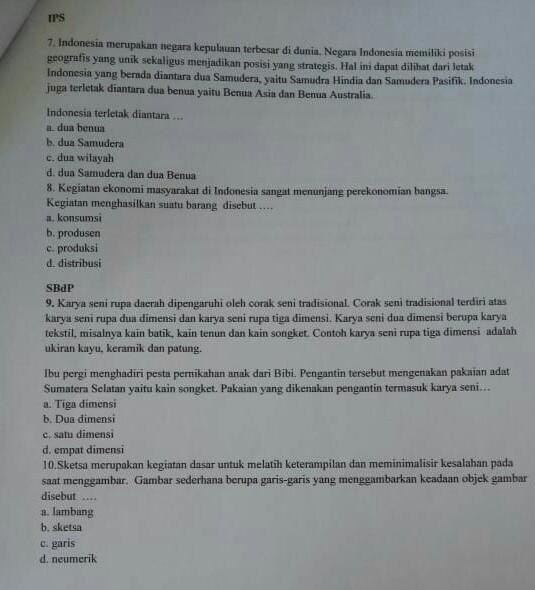 IPS
7. Indonesia merupakan negara kepulauan terbesar di dunia. Negara Indonesia memiliki posisi
geografis yang unik sekaligus menjadikan posisi yang strategis. Hal ini dapat dilihat dari letak
Indonesia yang berada diantara dua Samudera, yaitu Samudra Hindia dan Samudera Pasifik. Indonesia
juga terletak diantara dua benua yaitu Benua Asia dan Benua Australia.
Indonesia terletak diantara …
a. dua benua
b. dua Samudera
c. dua wilayah
d. dua Samudera dan dua Benua
8. Kegiatan ekonomi masyarakat di Indonesia sangat menunjang perekonomian bangsa.
Kegiatan menghasilkan suatu barang disebut ….
a. konsumsi
b. produsen
c. produksi
d. distribusi
SBdP
9. Karya seni rupa daerah dipengaruhi oleh corak seni tradisional. Corak seni tradisional terdiri atas
karya seni rupa dua dimensi dan karya seni rupa tiga dimensi. Karya seni dua dimensi berupa karya
tekstil, misalnya kain batik, kain tenun dan kain songket. Contoh karya seni rupa tiga dimensi adalah
ukiran kayu, keramik dan patung.
Ibu pergi menghadiri pesta pernikahan anak dari Bibi. Pengantin tersebut mengenakan pakaian adat
Sumatera Selatan yaitu kain songket. Pakaian yang dikenakan pengantin termasuk karya seni…
a. Tiga dimensi
b. Dua dimensi
c. satu dimensi
d. empat dimensi
10.Sketsa merupakan kegiatan dasar untuk melatih keterampilan dan meminimalisir kesalahan pada
saat menggambar. Gambar sederhana berupa garis-garis yang menggambarkan keadaan objek gambar
disebut ….
a. lambang
b. sketsa
c. garis
d. neumerik